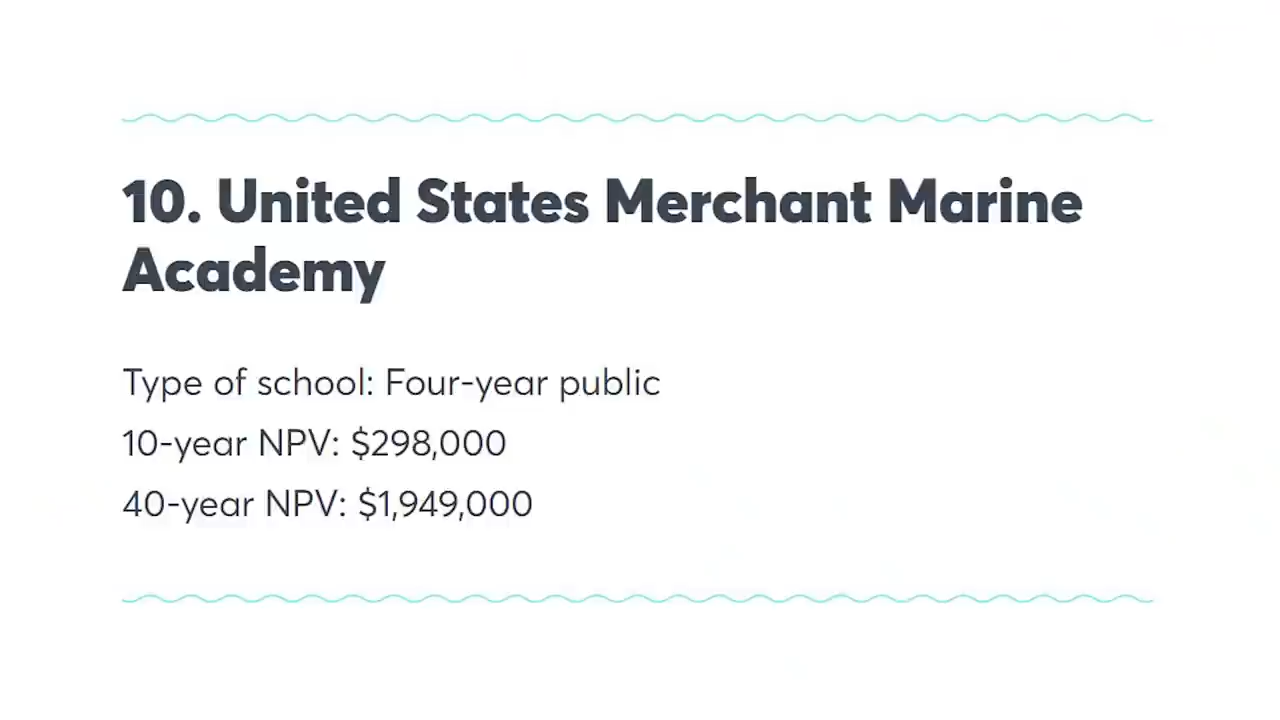 10. United States Merchant Marine
Academy
Type of school: Four-year public
10-year NPV: $298,000
40-year NPV: $1,949,000